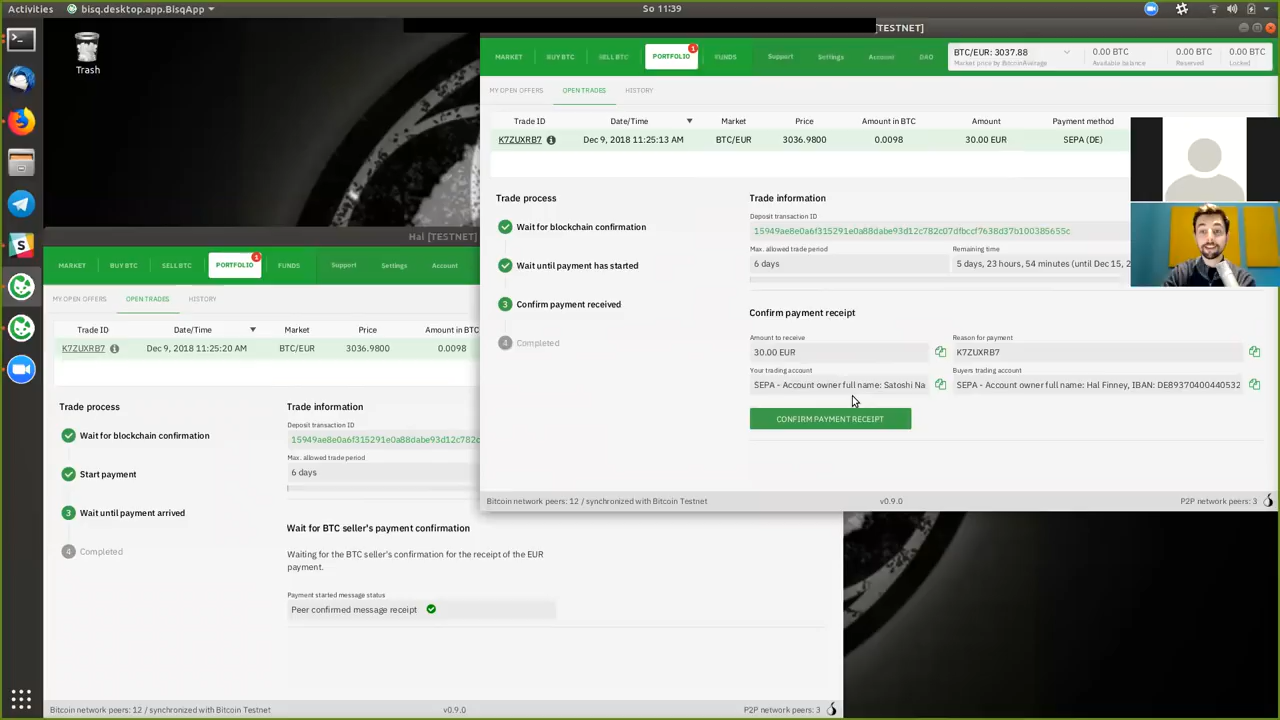 Activities
bisq.desktop.app.BisqApp
So 11:39
Trash
[TESTNET]
MARKET
BUY BTC
SELL BTC
PORTFOLIO
1
FUNDS
Support
Settings
Account
DAO
BTC/EUR: 3037.88
Market price by BitcoinAverage
0.00 BTC
Available balance
0.00 BTC
Reserved
0.00 BTC
Locked
MY OPEN OFFERS
OPEN TRADES
HISTORY
Trade ID
Date/Time
Market
Price
Amount in BTC
Amount
Payment method
K7ZUXRB7
Dec 9, 2018 11:25:13 AM
BTC/EUR
3036.9800
0.0098
30.00 EUR
SEPA (DE)
Trade process
Wait for blockchain confirmation
Wait until payment has started
3 Confirm payment received
4 Completed
Trade information
Deposit transaction ID
15949ae8e0a6f315291e0a88dabe93d12c782c07dfbccf7638d37b100385655c
Max. allowed trade period
6 days
Remaining time
5 days, 23 hours, 54 minutes (until Dec 15, 2
Confirm payment receipt
Amount to receive
30.00 EUR
Reason for payment
K7ZUXRB7
Your trading account
SEPA - Account owner full name: Satoshi Na
Buyers trading account
SEPA - Account owner full name: Hal Finney, IBAN: DE89370400440532
CONFIRM PAYMENT RECEIPT
Bitcoin network peers: 12 / synchronized with Bitcoin Testnet
v0.9.0
P2P network peers: 3
Hal [TESTNET]
MARKET
BUY BTC
SELL BTC
PORTFOLIO
1
FUNDS
Support
Settings
Account
MY OPEN OFFERS
OPEN TRADES
HISTORY
Trade ID
Date/Time
Market
Price
Amount in BTC
K7ZUXRB7
Dec 9, 2018 11:25:20 AM
BTC/EUR
3036.9800
0.0098
Trade process
Wait for blockchain confirmation
Start payment
3 Wait until payment arrived
4 Completed
Trade information
Deposit transaction ID
15949ae8e0a6f315291e0a88dabe93d12c782c
Max. allowed trade period
6 days
Wait for BTC seller's payment confirmation
Waiting for the BTC seller's confirmation for the receipt of the EUR
payment.
Payment started message status
Peer confirmed message receipt
Bitcoin network peers: 12 / synchronized with Bitcoin Testnet
v0.9.0
P2P network peers: 3